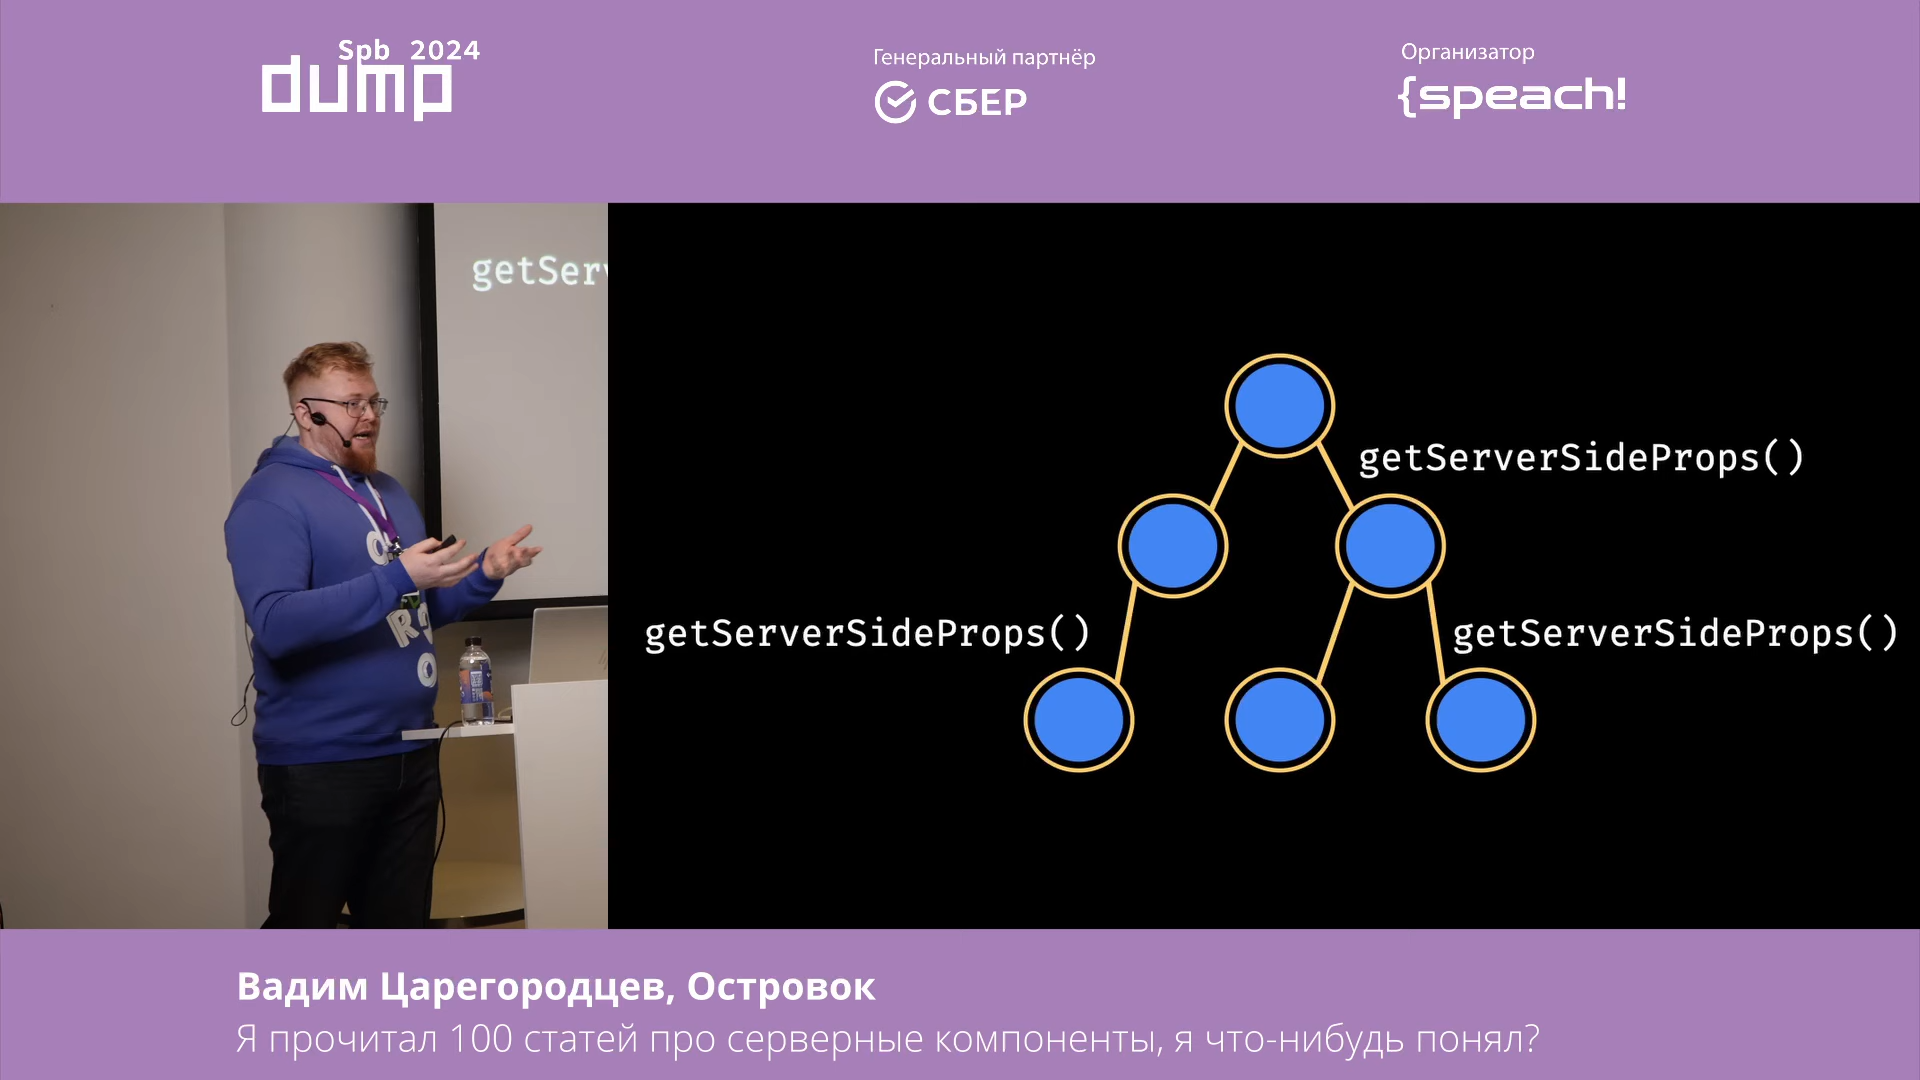 Spb 2024
dump
Генеральный партнёр
СБЕР
Организатор
{speach!
getServ
getServerSideProps()
getServerSideProps()
getServerSideProps()
Вадим Царегородцев, Островок
Я прочитал 100 статей про серверные компоненты, я что-нибудь понял?